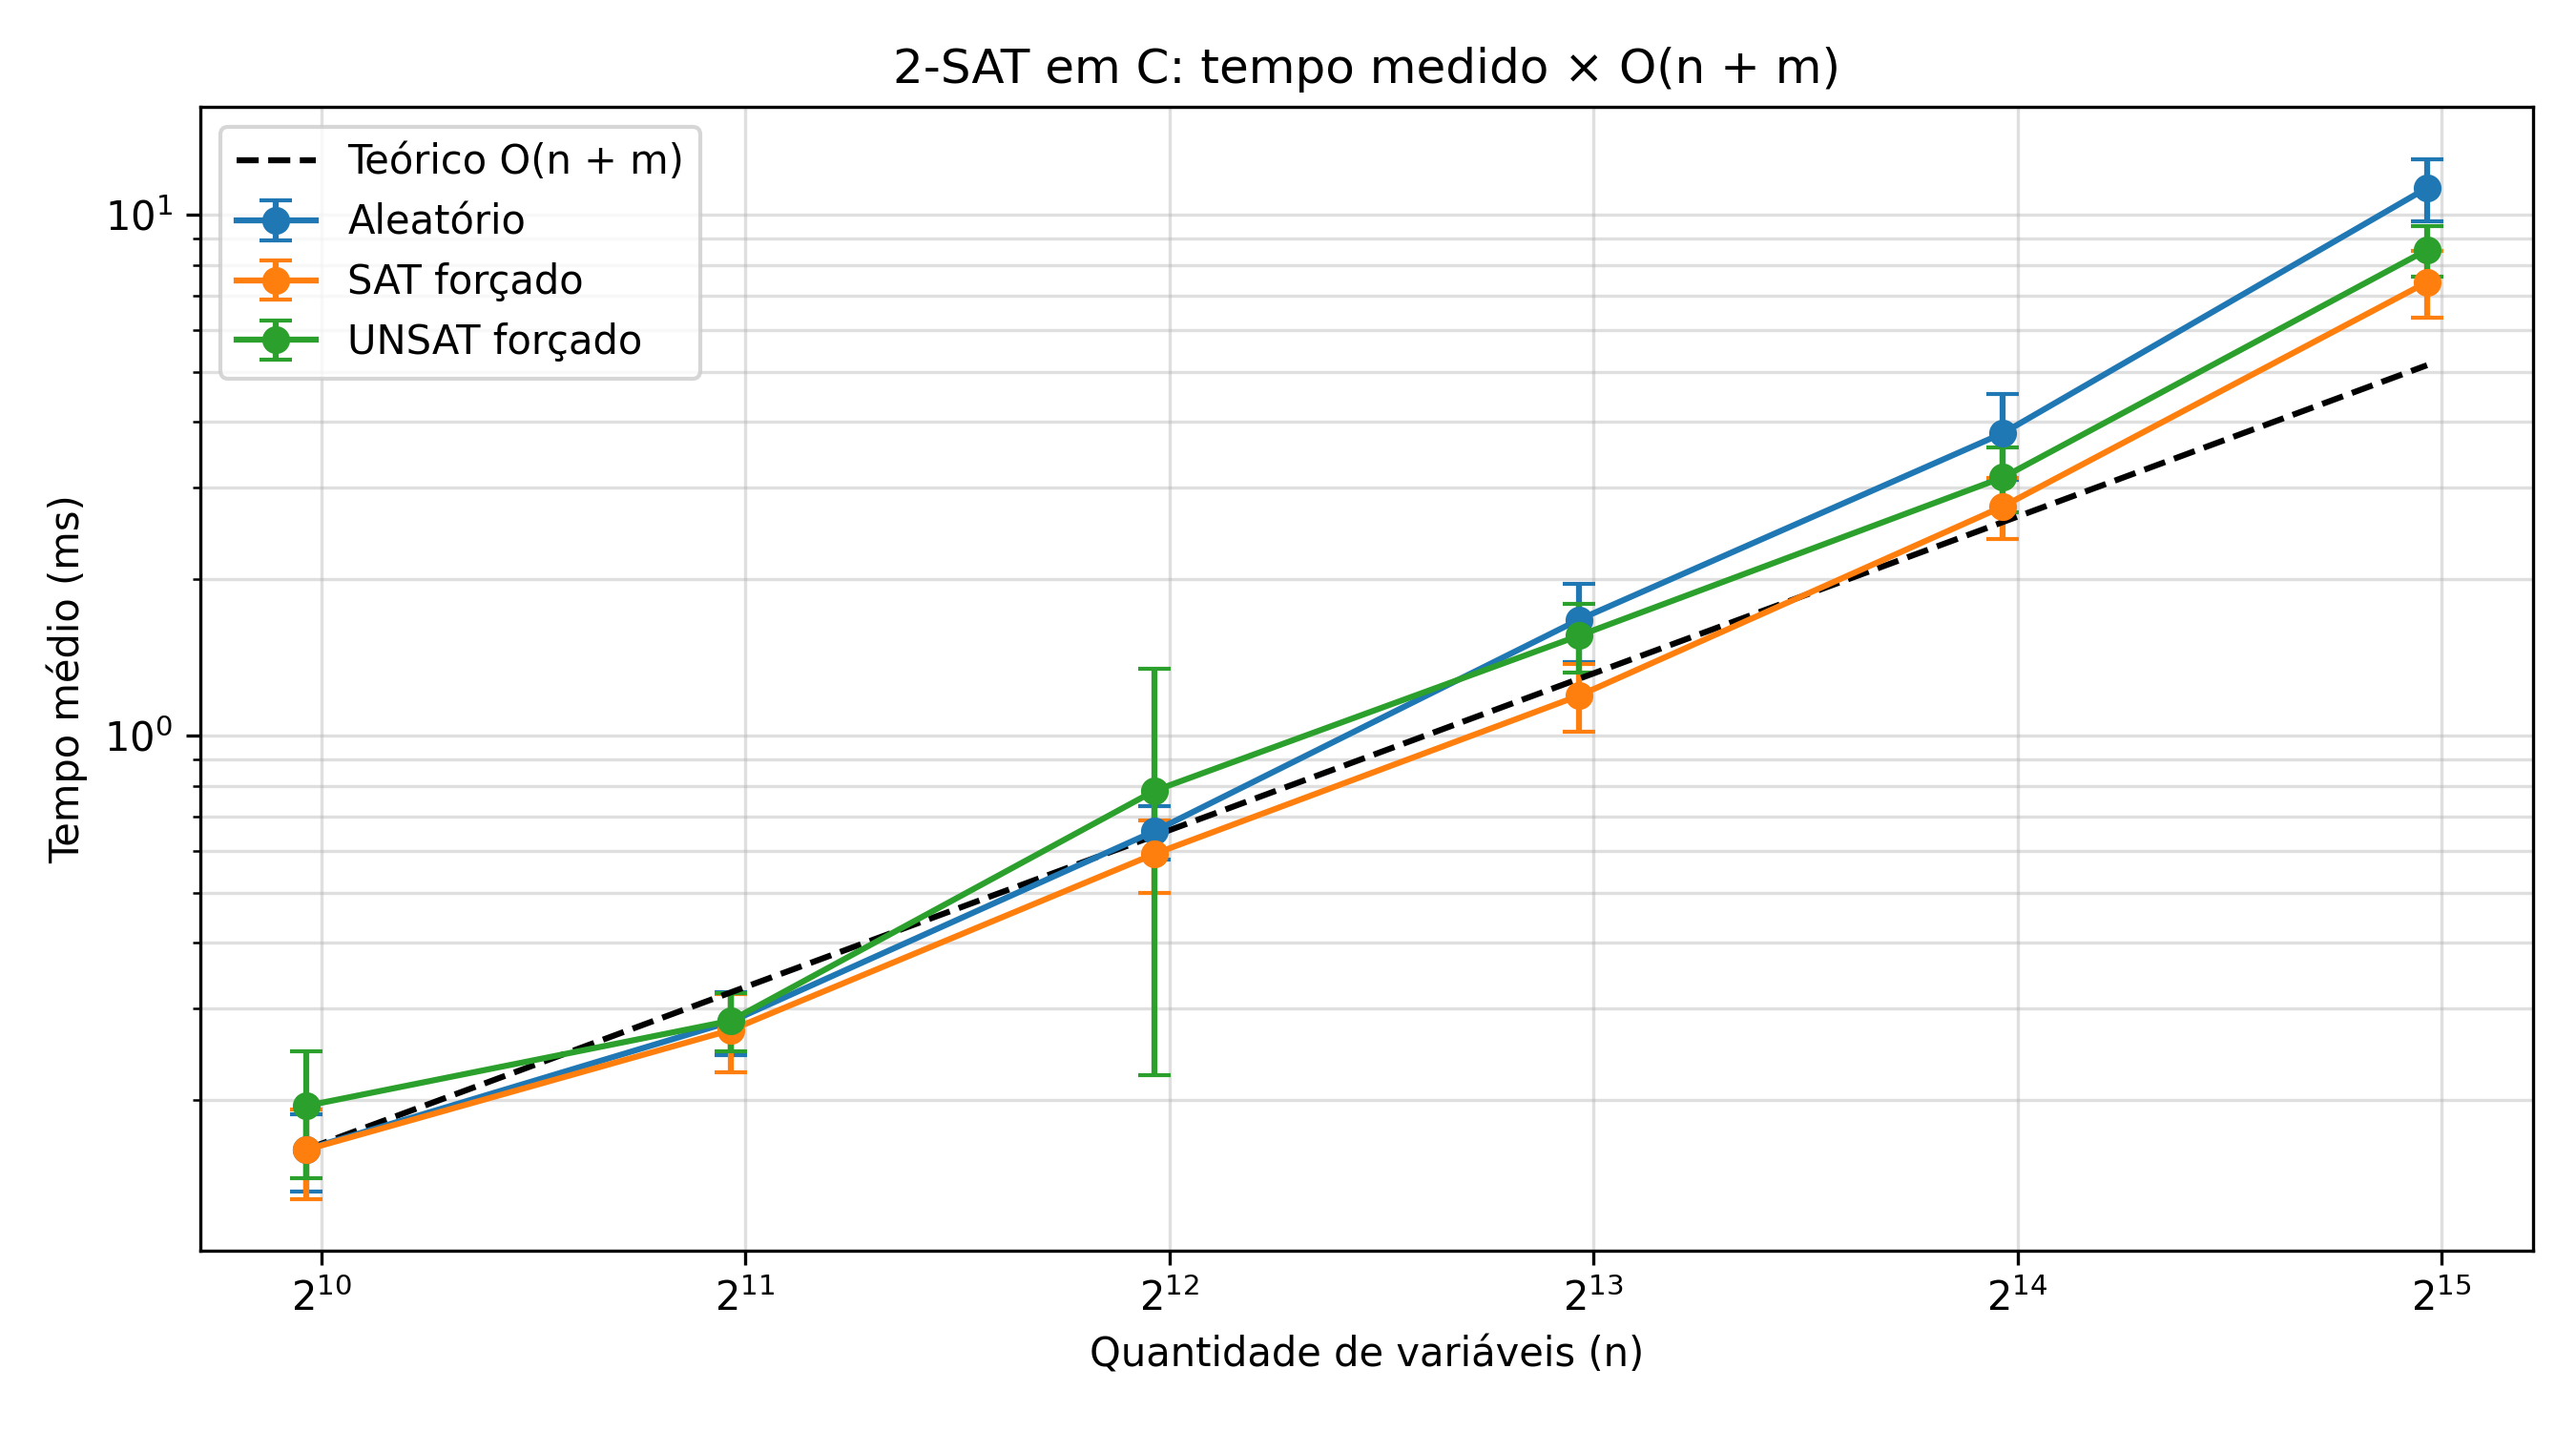 2-SAT em C: tempo medido × O(n + m)
Teórico O(n + m)
Aleatório
SAT forçado
UNSAT forçado
Tempo médio (ms)
10¹
10⁰
2¹⁰ 2¹¹ 2¹² 2¹³ 2¹⁴ 2¹⁵
Quantidade de variáveis (n)